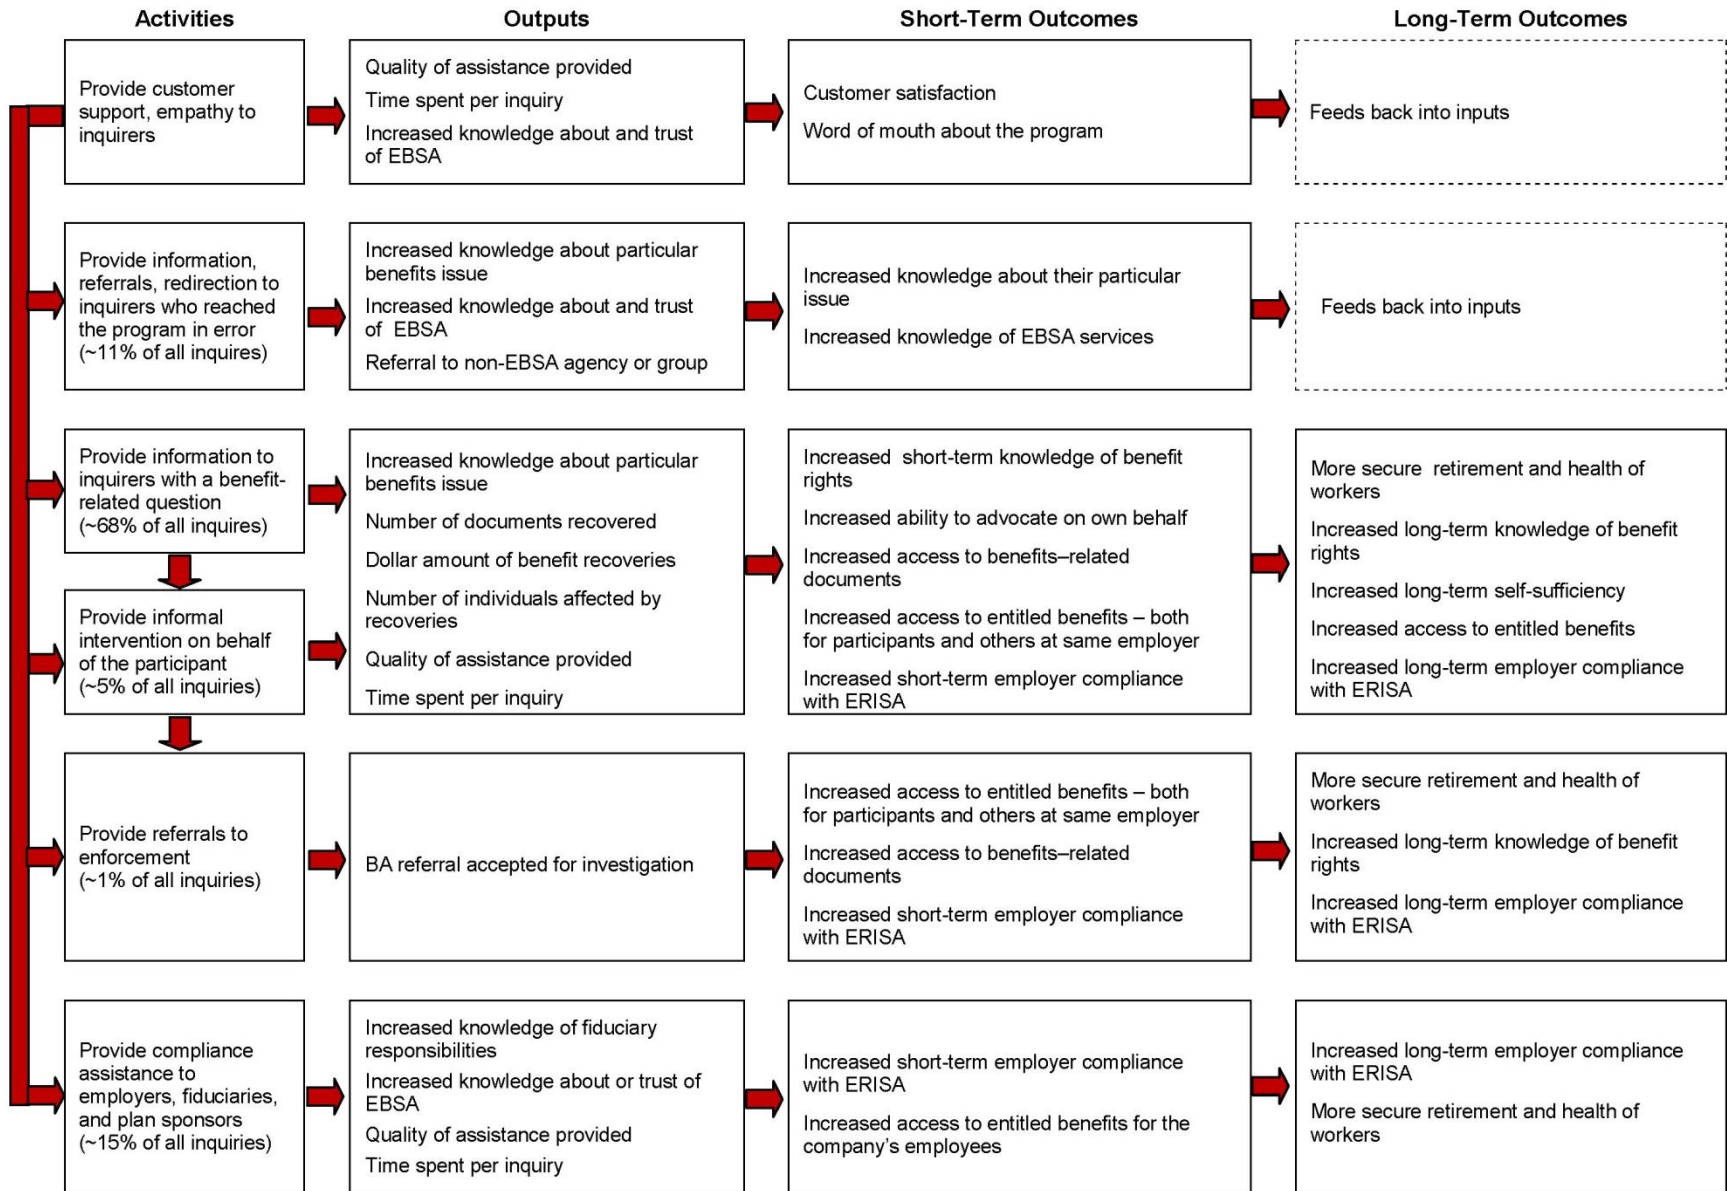 Activities
Outputs
Short-Term Outcomes
Long-Term Outcomes
Provide customer
support, empathy to
inquirers
Quality of assistance provided
Time spent per inquiry
Increased knowledge about and trust
of EBSA
Customer satisfaction
Word of mouth about the program
Feeds back into inputs
Provide information,
referrals, redirection to
inquirers who reached
the program in error
(~11% of all inquires)
Increased knowledge about particular
benefits issue
Increased knowledge about and trust
of EBSA
Referral to non-EBSA agency or group
Increased knowledge about their particular
issue
Increased knowledge of EBSA services
Feeds back into inputs
Provide information to
inquirers with a benefit-
related question
(~68% of all inquires)
Provide informal
intervention on behalf
of the participant
(~5% of all inquiries)
Increased knowledge about particular
benefits issue
Number of documents recovered
Dollar amount of benefit recoveries
Number of individuals affected by
recoveries
Quality of assistance provided
Time spent per inquiry
Increased short-term knowledge of benefit
rights
Increased ability to advocate on own behalf
Increased access to benefits–related
documents
Increased access to entitled benefits – both
for participants and others at same employer
Increased short-term employer compliance
with ERISA
More secure retirement and health of
workers
Increased long-term knowledge of benefit
rights
Increased long-term self-sufficiency
Increased access to entitled benefits
Increased long-term employer compliance
with ERISA
Provide referrals to
enforcement
(~1% of all inquiries)
BA referral accepted for investigation
Increased access to entitled benefits – both
for participants and others at same employer
Increased access to benefits–related
documents
Increased short-term employer compliance
with ERISA
More secure retirement and health of
workers
Increased long-term knowledge of benefit
rights
Increased long-term employer compliance
with ERISA
Provide compliance
assistance to
employers, fiduciaries,
and plan sponsors
(~15% of all inquiries)
Increased knowledge of fiduciary
responsibilities
Increased knowledge about or trust of
EBSA
Quality of assistance provided
Time spent per inquiry
Increased short-term employer compliance
with ERISA
Increased access to entitled benefits for the
company's employees
Increased long-term employer compliance
with ERISA
More secure retirement and health of
workers